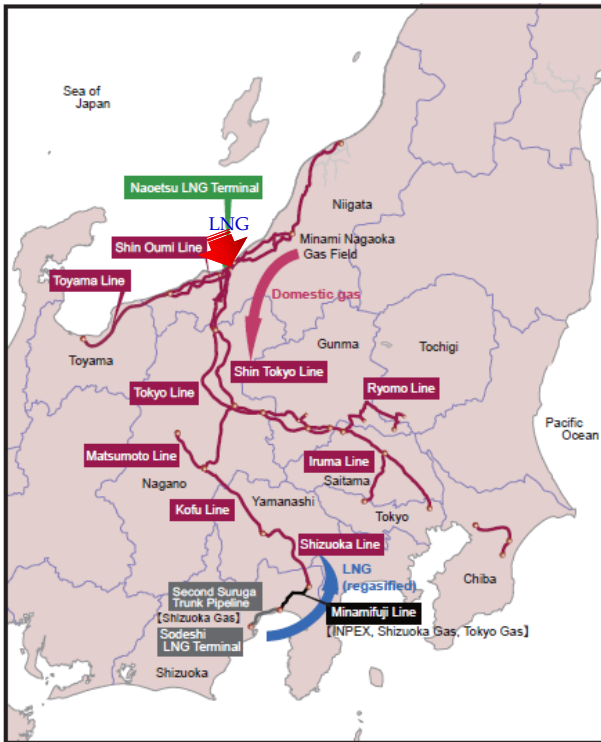 Sea of
Japan
Naoetsu LNG Terminal
Niigata
LNG
Shin Oumi Line
Minami Nagaoka
Gas Field
Toyama Line
Domestic gas
Toyama
Gunma
Tochigi
Shin Tokyo Line
Tokyo Line
Ryomo Line
Pacific
Ocean
Matsumoto Line
Iruma Line
Nagano
Saitama
Yamanashi
Kofu Line
Tokyo
Shizuoka Line
LNG
(regasified)
Chiba
Second Suruga
Trunk Pipeline
【Shizuoka Gas】
Minamifuji Line
【INPEX, Shizuoka Gas, Tokyo Gas】
Sodeshi
LNG Terminal
Shizuoka